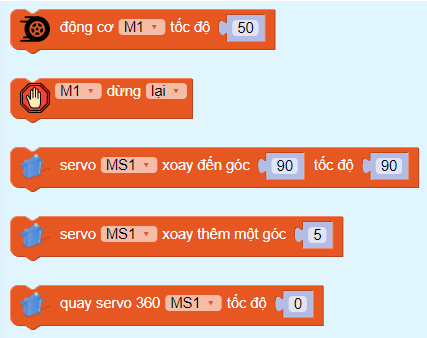 động cơ M1 tốc độ 50
M1 dừng lại
servo MS1 xoay đến góc 90 tốc độ 90
servo MS1 xoay thêm một góc 5
quay servo 360 MS1 tốc độ 0